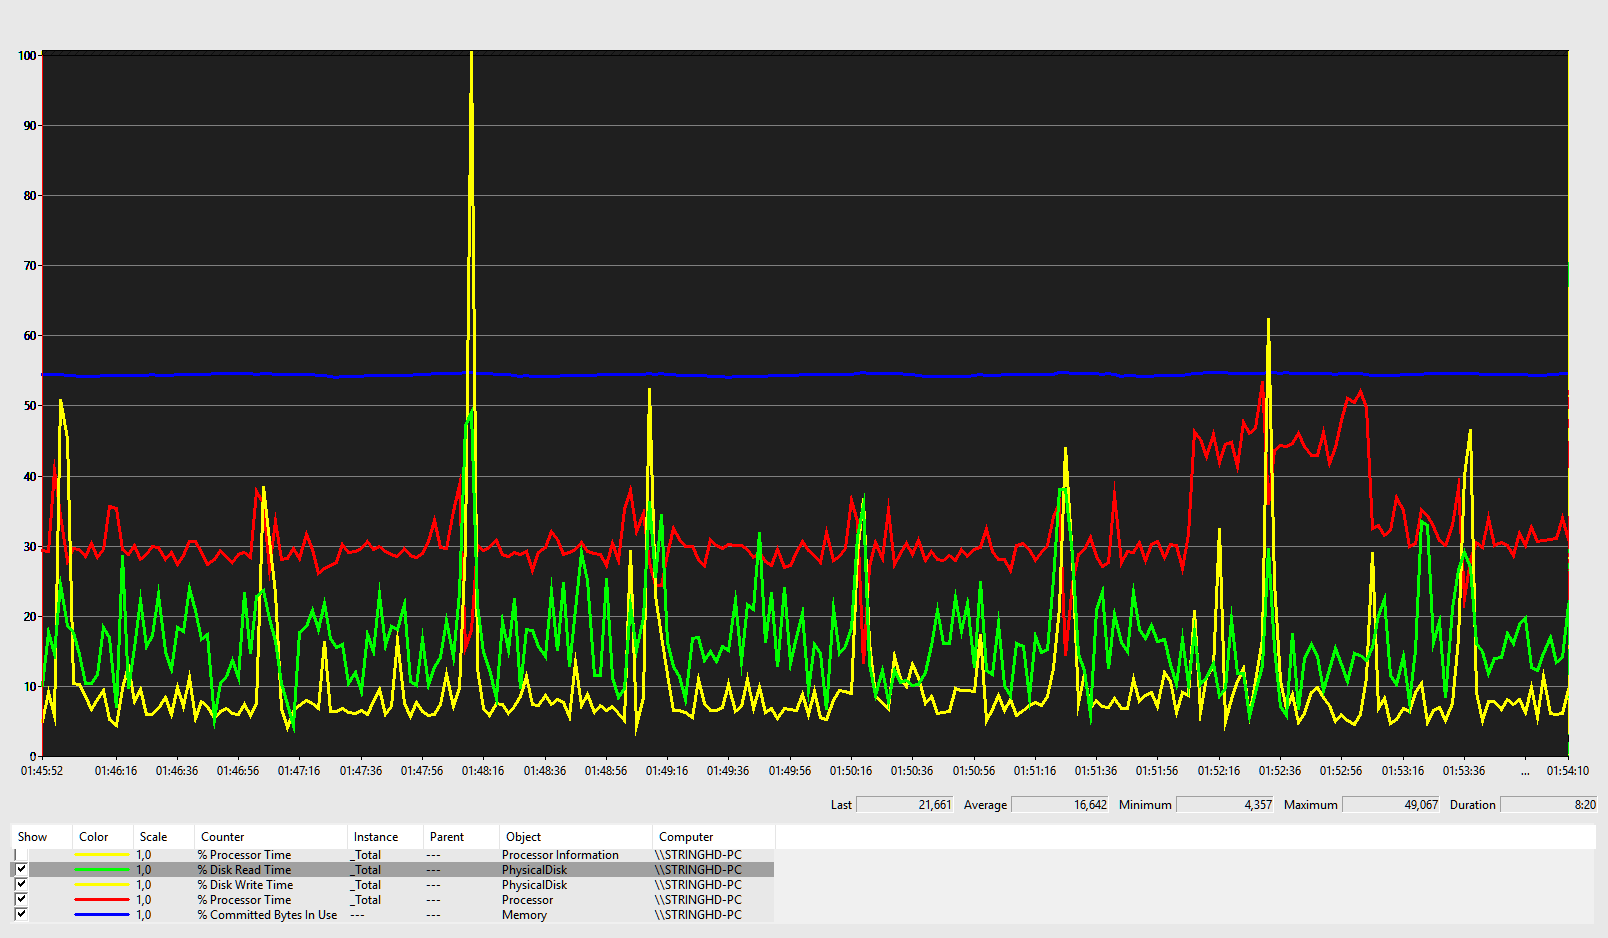 100
90
80
70
60
50
40
30
20
10
0
01:45:52 01:46:16 01:46:36 01:46:56 01:47:16 01:47:36 01:47:56 01:48:16 01:48:36 01:48:56 01:49:16 01:49:36 01:49:56 01:50:16 01:50:36 01:50:56 01:51:16 01:51:36 01:51:56 01:52:16 01:52:36 01:52:56 01:53:16 01:53:36 ... 01:54:10
Last 21,661 Average 16,642 Minimum 4,357 Maximum 49,067 Duration 8:20
Show Color Scale Counter Instance Parent Object Computer
1,0 % Processor Time _Total --- Processor Information \\STRINGHD-PC
1,0 % Disk Read Time _Total --- PhysicalDisk \\STRINGHD-PC
1,0 % Disk Write Time _Total --- PhysicalDisk \\STRINGHD-PC
1,0 % Processor Time _Total --- Processor \\STRINGHD-PC
1,0 % Committed Bytes In Use --- --- Memory \\STRINGHD-PC